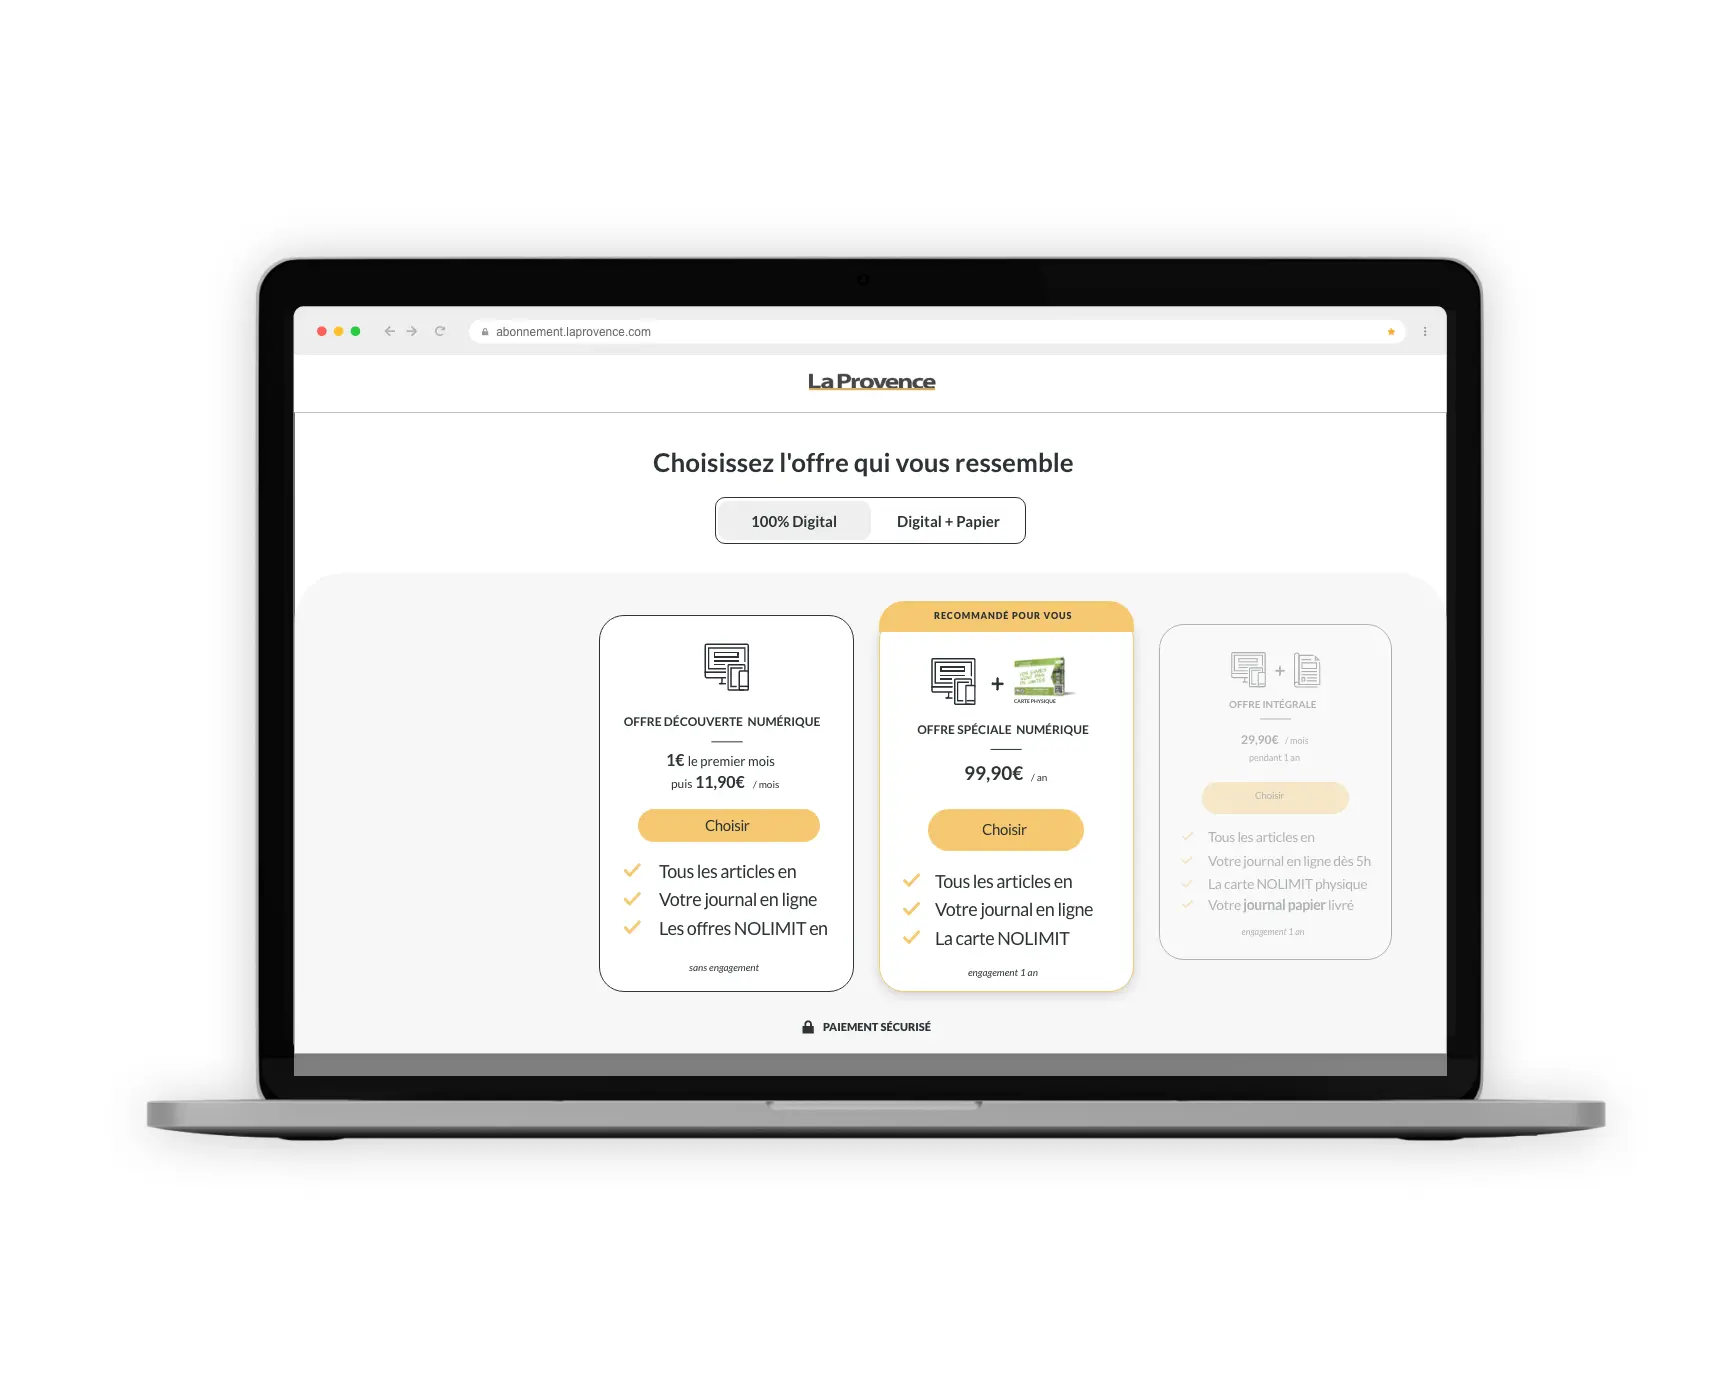 abonnement.laprovence.com
La Provence
Choisissez l'offre qui vous ressemble
100% Digital
Digital + Papier
OFFRE DÉCOUVERTE NUMÉRIQUE
1€ le premier mois
puis 11,90€ / mois
Choisir
Tous les articles en
Votre journal en ligne
Les offres NOLIMIT en
sans engagement
RECOMMANDÉ POUR VOUS
+
CARTE PHYSIQUE
OFFRE SPÉCIALE NUMÉRIQUE
99,90€ / an
Choisir
Tous les articles en
Votre journal en ligne
La carte NOLIMIT
engagement 1 an
+
OFFRE INTÉGRALE
29,90€ / mois
pendant 1 an
Choisir
Tous les articles en
Votre journal en ligne dès 5h
La carte NOLIMIT physique
Votre journal papier livré
engagement 1 an
PAIEMENT SÉCURISÉ